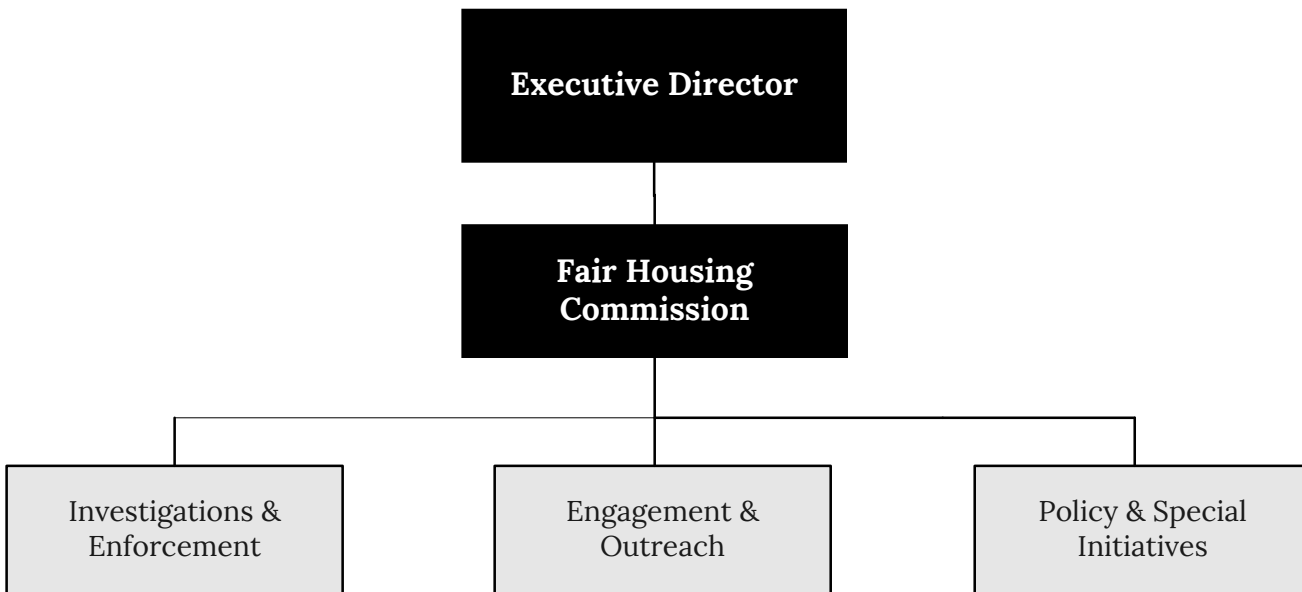 Executive Director
Fair Housing
Commission
Investigations &
Enforcement
Engagement &
Outreach
Policy & Special
Initiatives